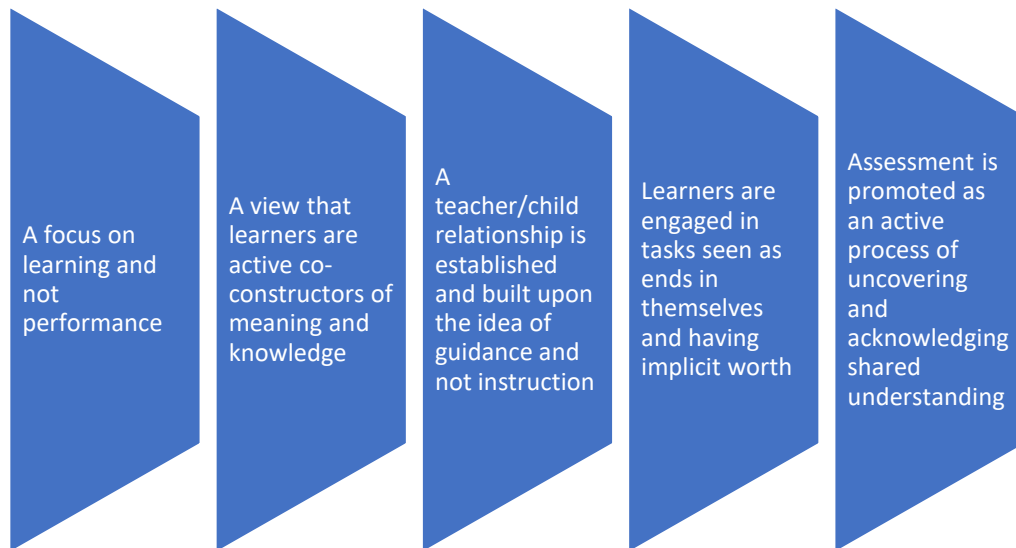 A focus on
learning and
not
performance
A view that
learners are
active co-
constructors of
meaning and
knowledge
A
teacher/child
relationship is
established
and built upon
the idea of
guidance and
not instruction
Learners are
engaged in
tasks seen as
ends in
themselves
and having
implicit worth
Assessment is
promoted as
an active
process of
uncovering
and
acknowledging
shared
understanding